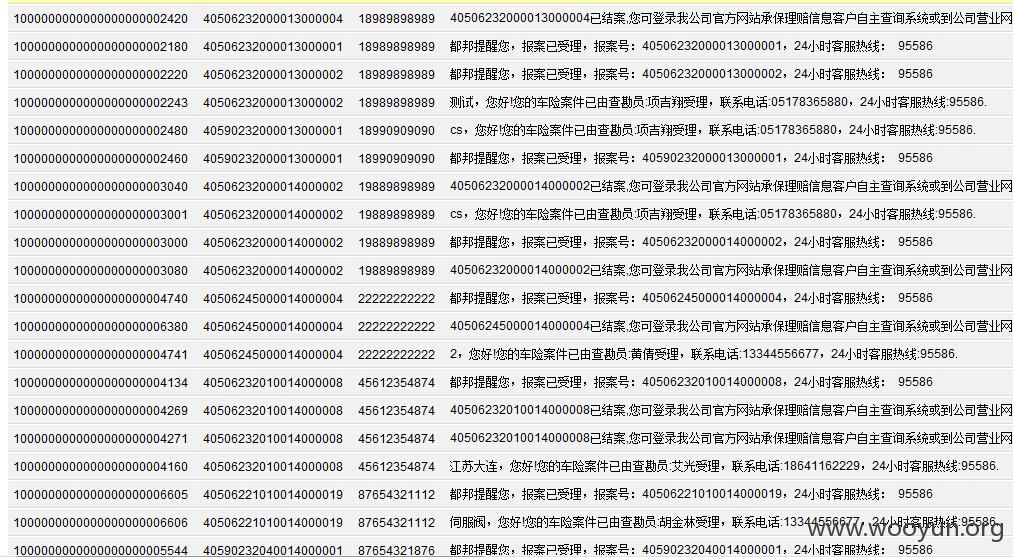 1000000000000000000002420 40506232000013000004 18989898989 40506232000013000004已结案,您可登录我公司官方网站承保理赔信息客户自主查询系统或到公司营业网
1000000000000000000002180 40506232000013000001 18989898989 都邦提醒您，报案已受理，报案号：40506232000013000001，24小时客服热线： 95586
1000000000000000000002220 40506232000013000002 18989898989 都邦提醒您，报案已受理，报案号：40506232000013000002，24小时客服热线： 95586
1000000000000000000002243 40506232000013000002 18989898989 测试，您好!您的车险案件已由查勘员:项吉翔受理，联系电话:05178365880，24小时客服热线:95586.
1000000000000000000002480 40590232000013000001 18990909090 cs，您好!您的车险案件已由查勘员:项吉翔受理，联系电话:05178365880，24小时客服热线:95586.
1000000000000000000002460 40590232000013000001 18990909090 都邦提醒您，报案已受理，报案号：40590232000013000001，24小时客服热线： 95586
1000000000000000000003040 40506232000014000002 19889898989 40506232000014000002已结案,您可登录我公司官方网站承保理赔信息客户自主查询系统或到公司营业网
1000000000000000000003001 40506232000014000002 19889898989 cs，您好!您的车险案件已由查勘员:项吉翔受理，联系电话:05178365880，24小时客服热线:95586.
1000000000000000000003000 40506232000014000002 19889898989 都邦提醒您，报案已受理，报案号：40506232000014000002，24小时客服热线： 95586
1000000000000000000003080 40506232000014000002 19889898989 40506232000014000002已结案,您可登录我公司官方网站承保理赔信息客户自主查询系统或到公司营业网
1000000000000000000004740 40506245000014000004 22222222222 都邦提醒您，报案已受理，报案号：40506245000014000004，24小时客服热线： 95586
1000000000000000000006380 40506245000014000004 22222222222 40506245000014000004已结案,您可登录我公司官方网站承保理赔信息客户自主查询系统或到公司营业网
1000000000000000000004741 40506245000014000004 22222222222 2，您好!您的车险案件已由查勘员:黄倩受理，联系电话:13344556677，24小时客服热线:95586.
1000000000000000000004134 40506232010014000008 45612354874 都邦提醒您，报案已受理，报案号：40506232010014000008，24小时客服热线： 95586
1000000000000000000004269 40506232010014000008 45612354874 40506232010014000008已结案,您可登录我公司官方网站承保理赔信息客户自主查询系统或到公司营业网
1000000000000000000004271 40506232010014000008 45612354874 40506232010014000008已结案,您可登录我公司官方网站承保理赔信息客户自主查询系统或到公司营业网
1000000000000000000004160 40506232010014000008 45612354874 江苏大连，您好!您的车险案件已由查勘员:艾光受理，联系电话:18641162229，24小时客服热线:95586.
1000000000000000000006605 40506221010014000019 87654321112 都邦提醒您，报案已受理，报案号：40506221010014000019，24小时客服热线： 95586
1000000000000000000006606 40506221010014000019 87654321112 伺服阀，您好!您的车险案件已由查勘员:胡金林受理，联系电话:13344556677，24小时客服热线:95586.
1000000000000000000005544 40590232040014000001 87654321876 都邦提醒您，报案已受理，报案号：40590232040014000001，24小时客服热线： 95586
www.wooyun.org